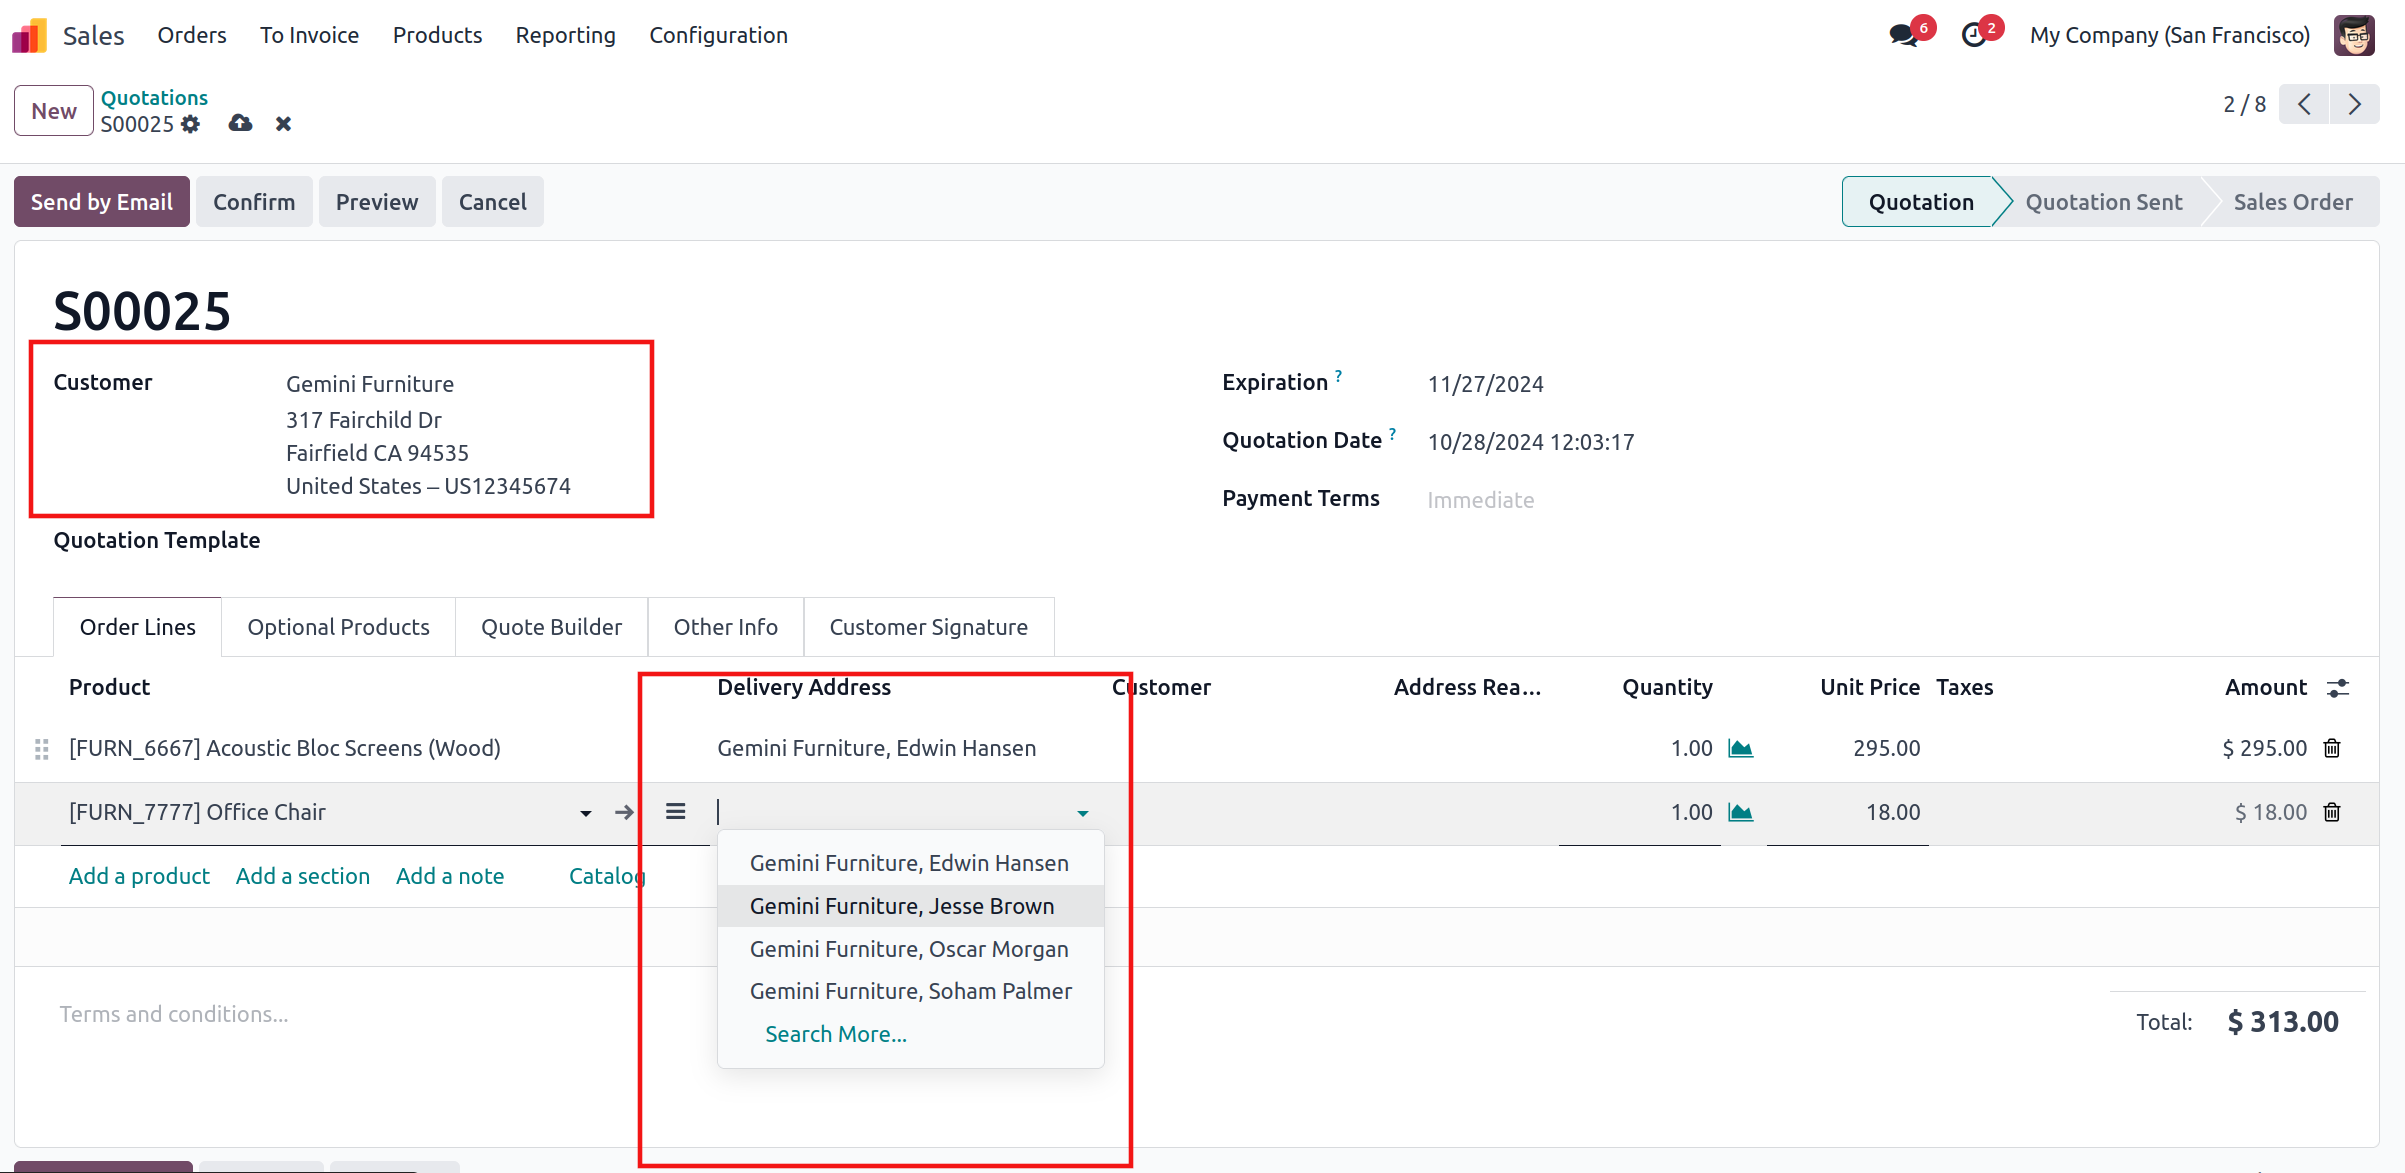 Sales Orders To Invoice Products Reporting Configuration 6 2 My Company (San Francisco)
New Quotations 2 / 8
S00025
Send by Email Confirm Preview Cancel Quotation Quotation Sent Sales Order
S00025
Customer Gemini Furniture Expiration ? 11/27/2024
317 Fairchild Dr
Fairfield CA 94535 Quotation Date ? 10/28/2024 12:03:17
United States – US12345674 Payment Terms Immediate
Quotation Template
Order Lines Optional Products Quote Builder Other Info Customer Signature
Product Delivery Address Customer Address Rea... Quantity Unit Price Taxes Amount
[FURN_6667] Acoustic Bloc Screens (Wood) Gemini Furniture, Edwin Hansen 1.00 295.00 $ 295.00
[FURN_7777] Office Chair 1.00 18.00 $ 18.00
Gemini Furniture, Edwin Hansen
Add a product Add a section Add a note Catalog
Gemini Furniture, Jesse Brown
Gemini Furniture, Oscar Morgan
Gemini Furniture, Soham Palmer
Search More...
Terms and conditions... Total: $ 313.00